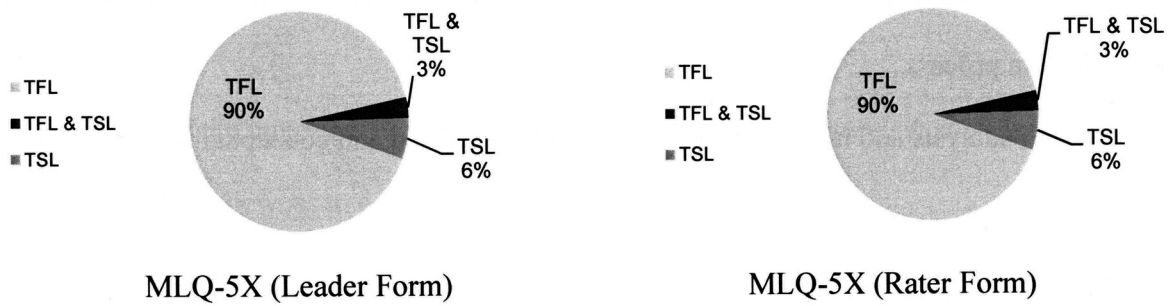 TFL
TFL & TSL
TSL
TFL
90%
TFL &
TSL
3%
TSL
6%
MLQ-5X (Leader Form)
TFL
TFL & TSL
TSL
TFL
90%
TFL & TSL
3%
TSL
6%
MLQ-5X (Rater Form)